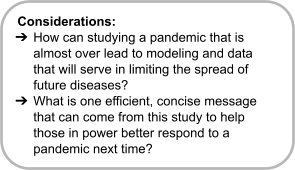 Considerations:
➔ How can studying a pandemic that is
almost over lead to modeling and data
that will serve in limiting the spread of
future diseases?
➔ What is one efficient, concise message
that can come from this study to help
those in power better respond to a
pandemic next time?